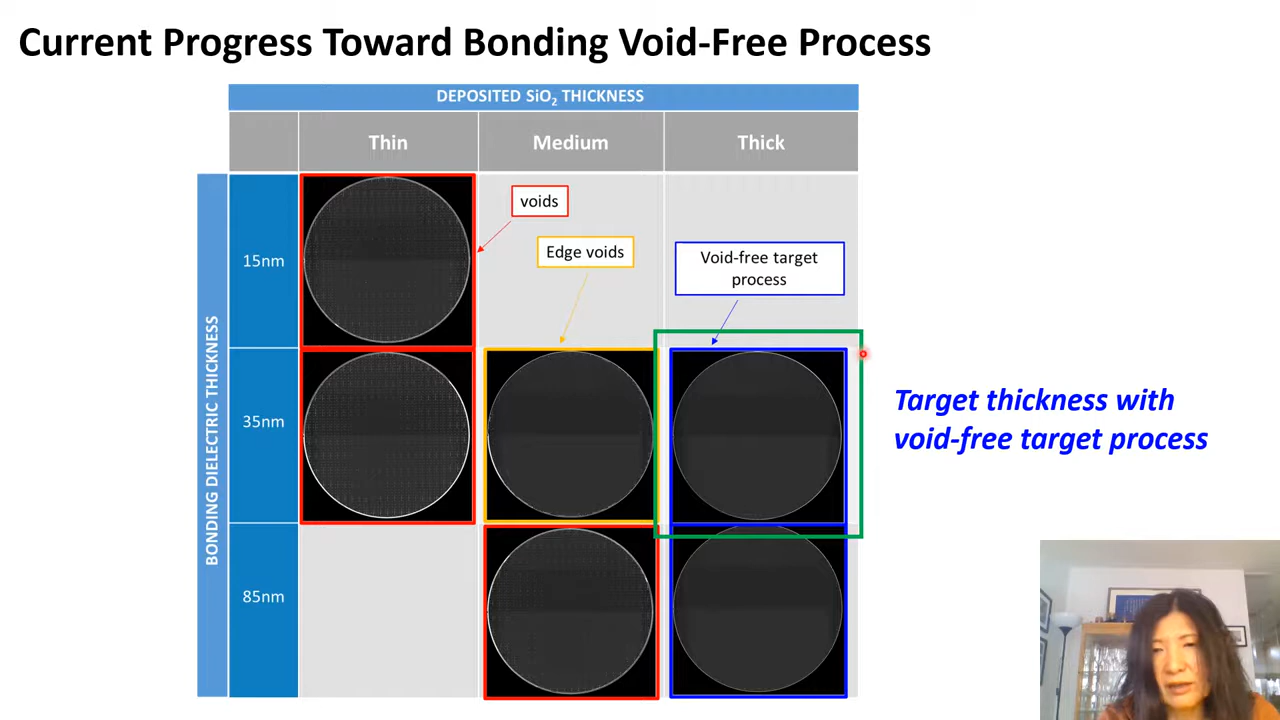 Current Progress Toward Bonding Void-Free Process
DEPOSITED SiO₂ THICKNESS
Thin
Medium
Thick
BONDING DIELECTRIC THICKNESS
15nm
voids
Edge voids
Void-free target
process
35nm
Target thickness with
void-free target process
85nm